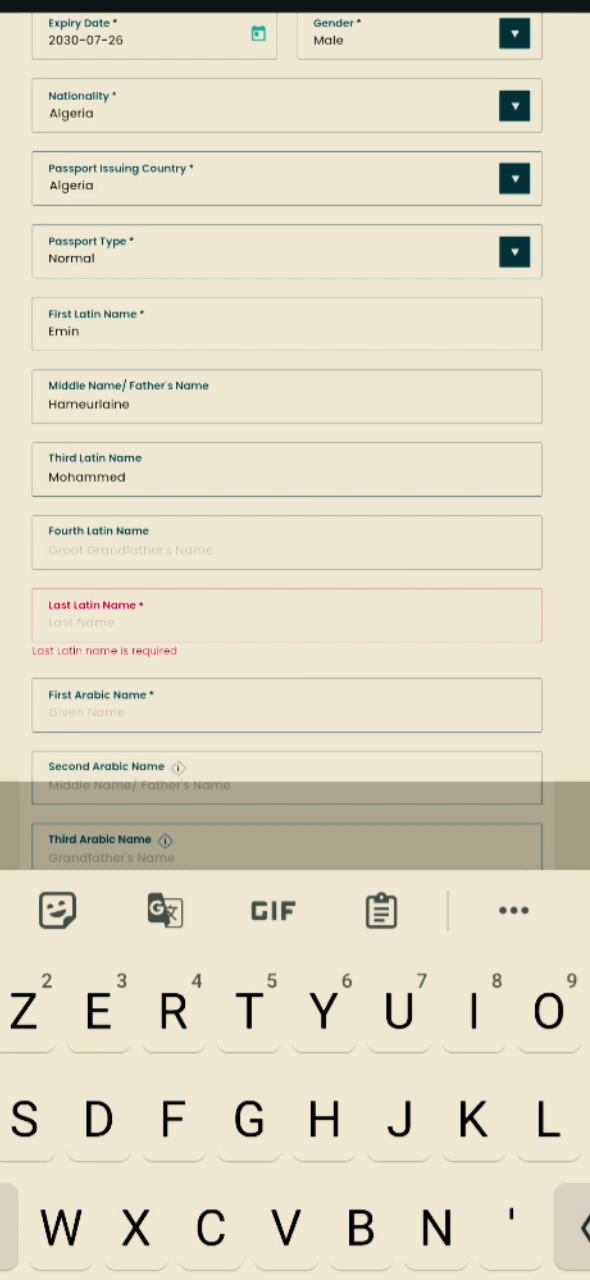 Expiry Date *
2030-07-26
Gender *
Male
Nationality *
Algeria
Passport Issuing Country *
Algeria
Passport Type *
Normal
First Latin Name *
Emin
Middle Name/ Father's Name
Hameurlaine
Third Latin Name
Mohammed
Fourth Latin Name
Great Grandfather's Name
Last Latin Name *
Last Name
Last Latin name is required
First Arabic Name *
Given Name
Second Arabic Name
Middle Name/ Father's Name
Third Arabic Name
Grandfather's Name
G 文 GIF
2 3 4 5 6 7 8 9
Z E R T Y U I O
S D F G H J K L
W X C V B N '